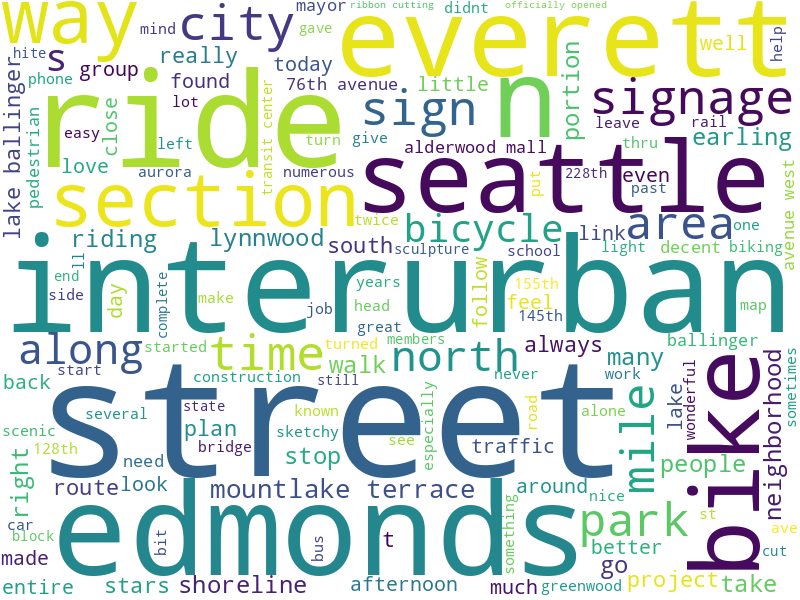 way
city
mayor
ribbon cutting
didnt
officially opened
everett
mind
gave
hite
s
group
really
today
well
help
phone
found
76th avenue
little
portion
lake ballinger
pedestrian
ride
n
sign
signage
easy
close
lot
transit center
leave
rail
love
left
turn
give
alderwood mall
thru
earling
aurora
numerous
seattle
228th
even
past
put
section
twice
bicycle
area
one
riding
lynnwood
south
sculpture
school
link
light
decent
biking
avenue west
interurban
end
ll
side
day
complete
make
job
years
head
great
follow
155th
feel
145th
map
along
started
time
turned
members
walk
north
always
many
ballinger
start
construction
still
never
work
back
street
bike
wonderful
neighborhood
sometimes
lake
mile
scenic
several
state
known
alone
road
128th
plan
bridge
sketchy
see
especially
traffic
right
need
stop
people
route
look
mountlake terrace
around
nice
st
ave
car
block
edmonds
something
park
bit
bus
t
better
cut
made
go
entire
stars
shoreline
afternoon
much
greenwood
project
take